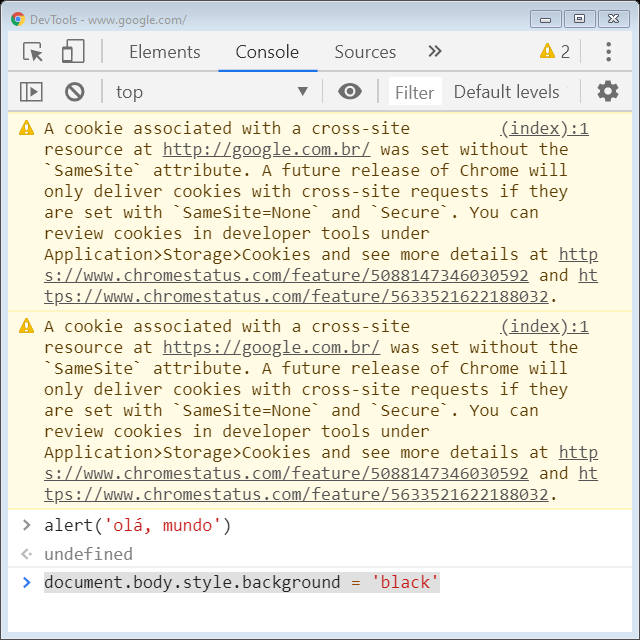 DevTools - www.google.com/
Elements Console Sources » 2
top Filter Default levels
A cookie associated with a cross-site (index):1
resource at http://google.com.br/ was set without the
`SameSite` attribute. A future release of Chrome will
only deliver cookies with cross-site requests if they
are set with `SameSite=None` and `Secure`. You can
review cookies in developer tools under
Application>Storage>Cookies and see more details at http
s://www.chromestatus.com/feature/5088147346030592 and ht
tps://www.chromestatus.com/feature/5633521622188032.
A cookie associated with a cross-site (index):1
resource at https://google.com.br/ was set without the
`SameSite` attribute. A future release of Chrome will
only deliver cookies with cross-site requests if they
are set with `SameSite=None` and `Secure`. You can
review cookies in developer tools under
Application>Storage>Cookies and see more details at http
s://www.chromestatus.com/feature/5088147346030592 and ht
tps://www.chromestatus.com/feature/5633521622188032.
> alert('olá, mundo')
undefined
> document.body.style.background = 'black'